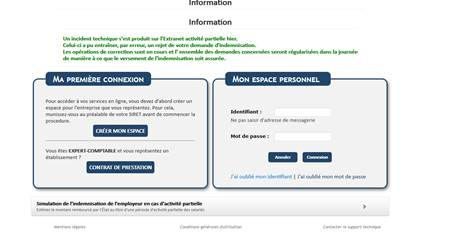 Information
Information
Un incident technique s'est produit sur l'Extranet activité partielle hier.
Celui-ci a pu entraîner, par erreur, un rejet de votre demande d'indemnisation.
Les opérations de correction sont en cours et l'ensemble des demandes concernées seront régularisées dans la journée
de manière à ce que le versement de l'indemnisation soit assurée.
Ma première connexion
Pour accéder à vos services en ligne, vous devez d'abord créer un
espace pour l'entreprise que vous représentez. Pour cela,
munissez-vous au préalable de votre SIRET avant de commencer la
procedure.
CRÉER MON ESPACE
Vous êtes EXPERT-COMPTABLE et vous représentez un
établissement ?
CONTRAT DE PRESTATION
Mon espace personnel
Identifiant :
Ne pas saisir d'adresse de messagerie
Mot de passe :
Annuler
Connexion
J'ai oublié mon identifiant | J'ai oublié mon mot de passe
Simulation de l'indemnisation de l'employeur en cas d'activité partielle
Estimez le montant remboursé par l'État au titre d'une période d'activité partielle des salariés
Mentions légales
Conditions générales d'utilisation
Contacter le support technique